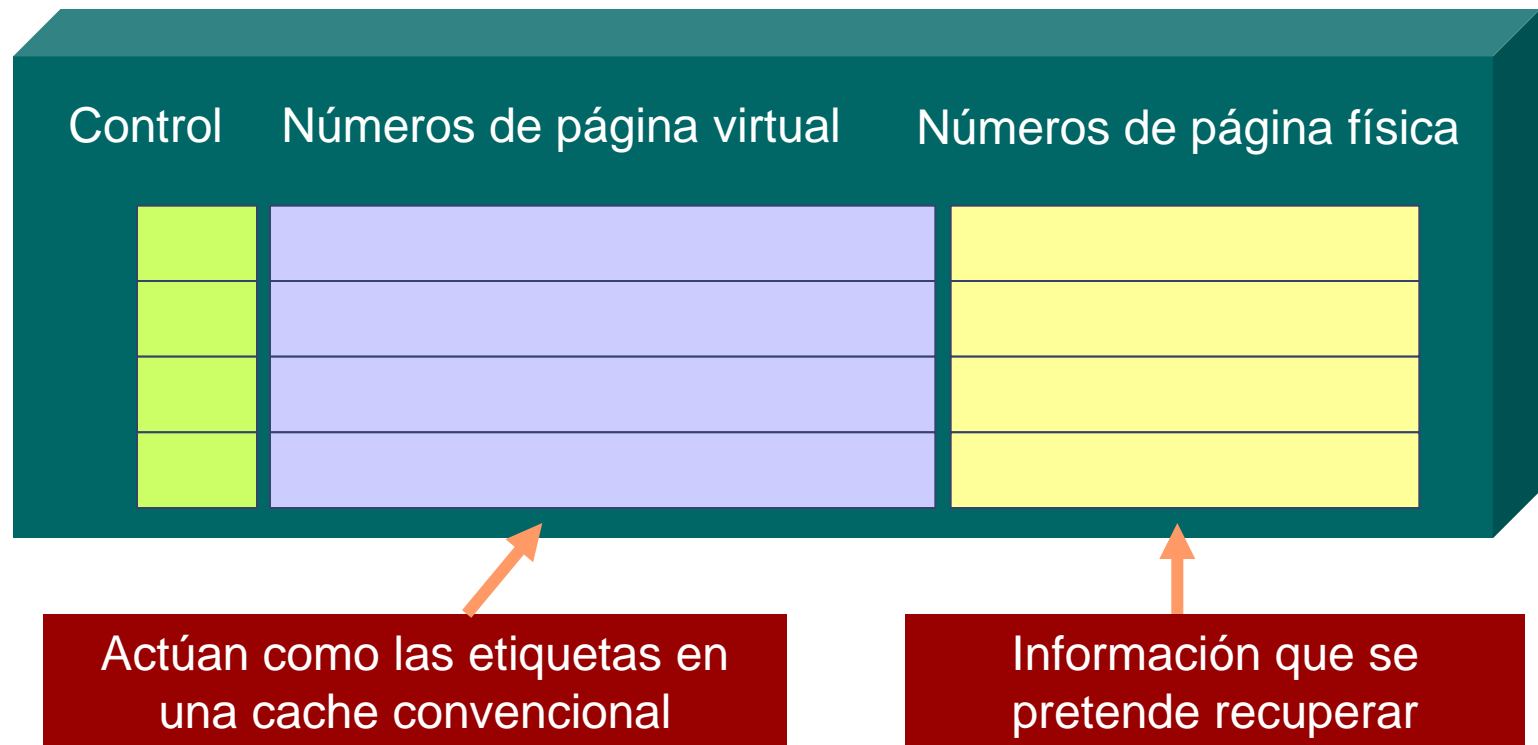 Control
Números de página virtual
Números de página física
Actúan como las etiquetas en
una cache convencional
Información que se
pretende recuperar